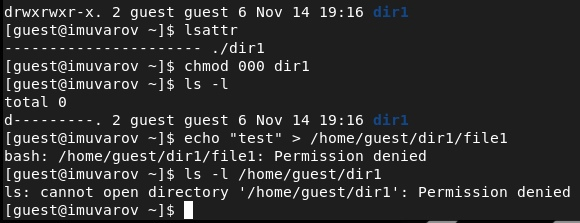 drwxrwxr-x. 2 guest guest 6 Nov 14 19:16 dir1
[guest@imuvarov ~]$ lsattr
---------------------- ./dir1
[guest@imuvarov ~]$ chmod 000 dir1
[guest@imuvarov ~]$ ls -l
total 0
d---------. 2 guest guest 6 Nov 14 19:16 dir1
[guest@imuvarov ~]$ echo "test" > /home/guest/dir1/file1
bash: /home/guest/dir1/file1: Permission denied
[guest@imuvarov ~]$ ls -l /home/guest/dir1
ls: cannot open directory '/home/guest/dir1': Permission denied
[guest@imuvarov ~]$